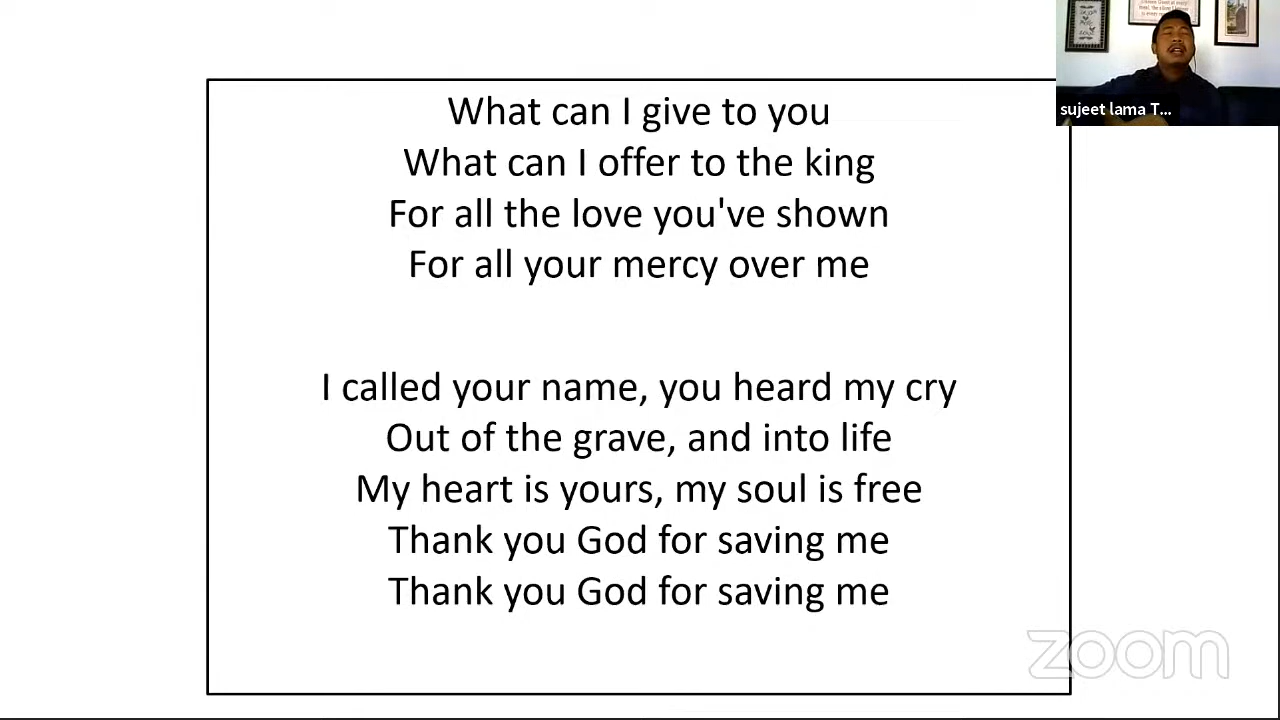 What can I give to you
What can I offer to the king
For all the love you've shown
For all your mercy over me
I called your name, you heard my cry
Out of the grave, and into life
My heart is yours, my soul is free
Thank you God for saving me
Thank you God for saving me
sujeet lama T...
zoom